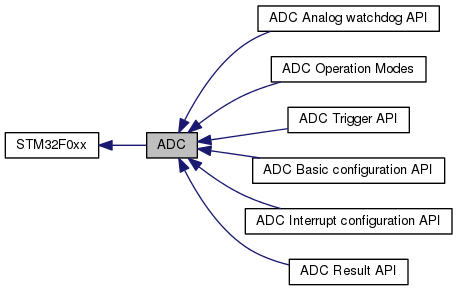 ADC Analog watchdog API
ADC Operation Modes
ADC Trigger API
STM32F0xx
ADC
ADC Basic configuration API
ADC Interrupt configuration API
ADC Result API